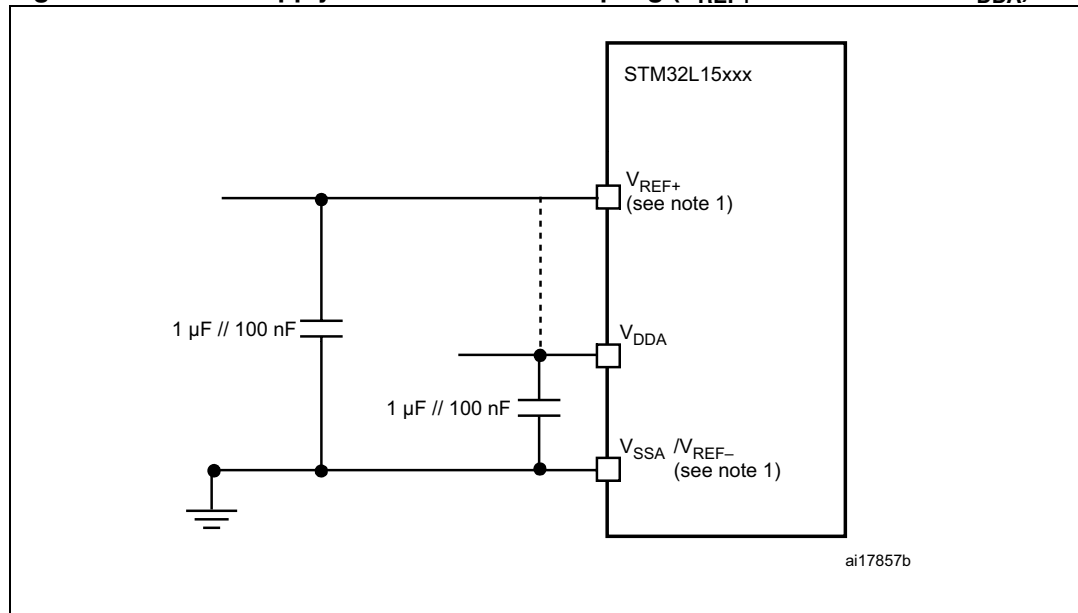 STM32L15xxx
VREF+
(see note 1)
1 µF // 100 nF
VDDA
1 µF // 100 nF
VSSA /VREF–
(see note 1)
ai17857b